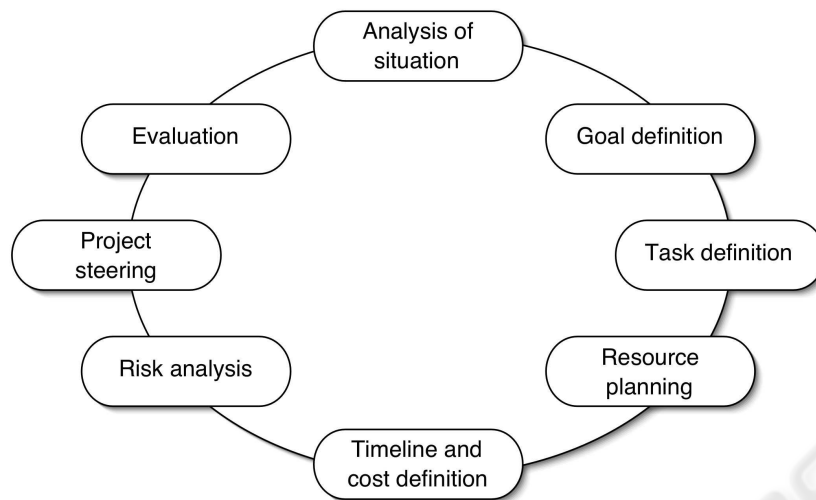 Analysis of
situation
Evaluation
Goal definition
Project
steering
Task definition
Risk analysis
Resource
planning
Timeline and
cost definition